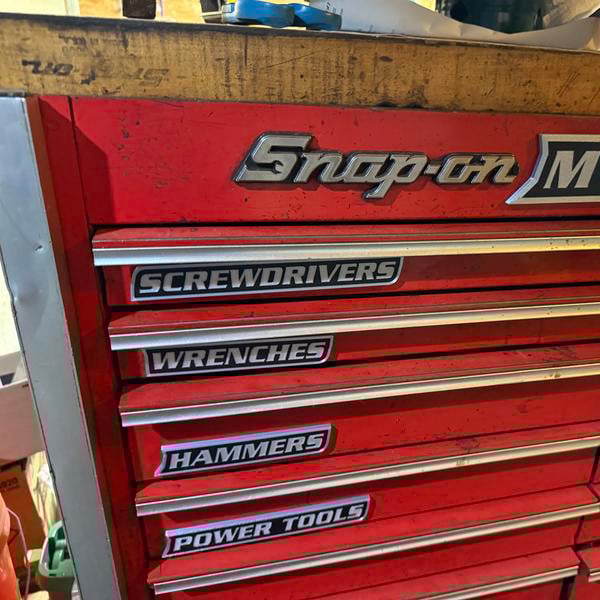 Snap-on M
SCREWDRIVERS
WRENCHES
HAMMERS
POWER TOOLS